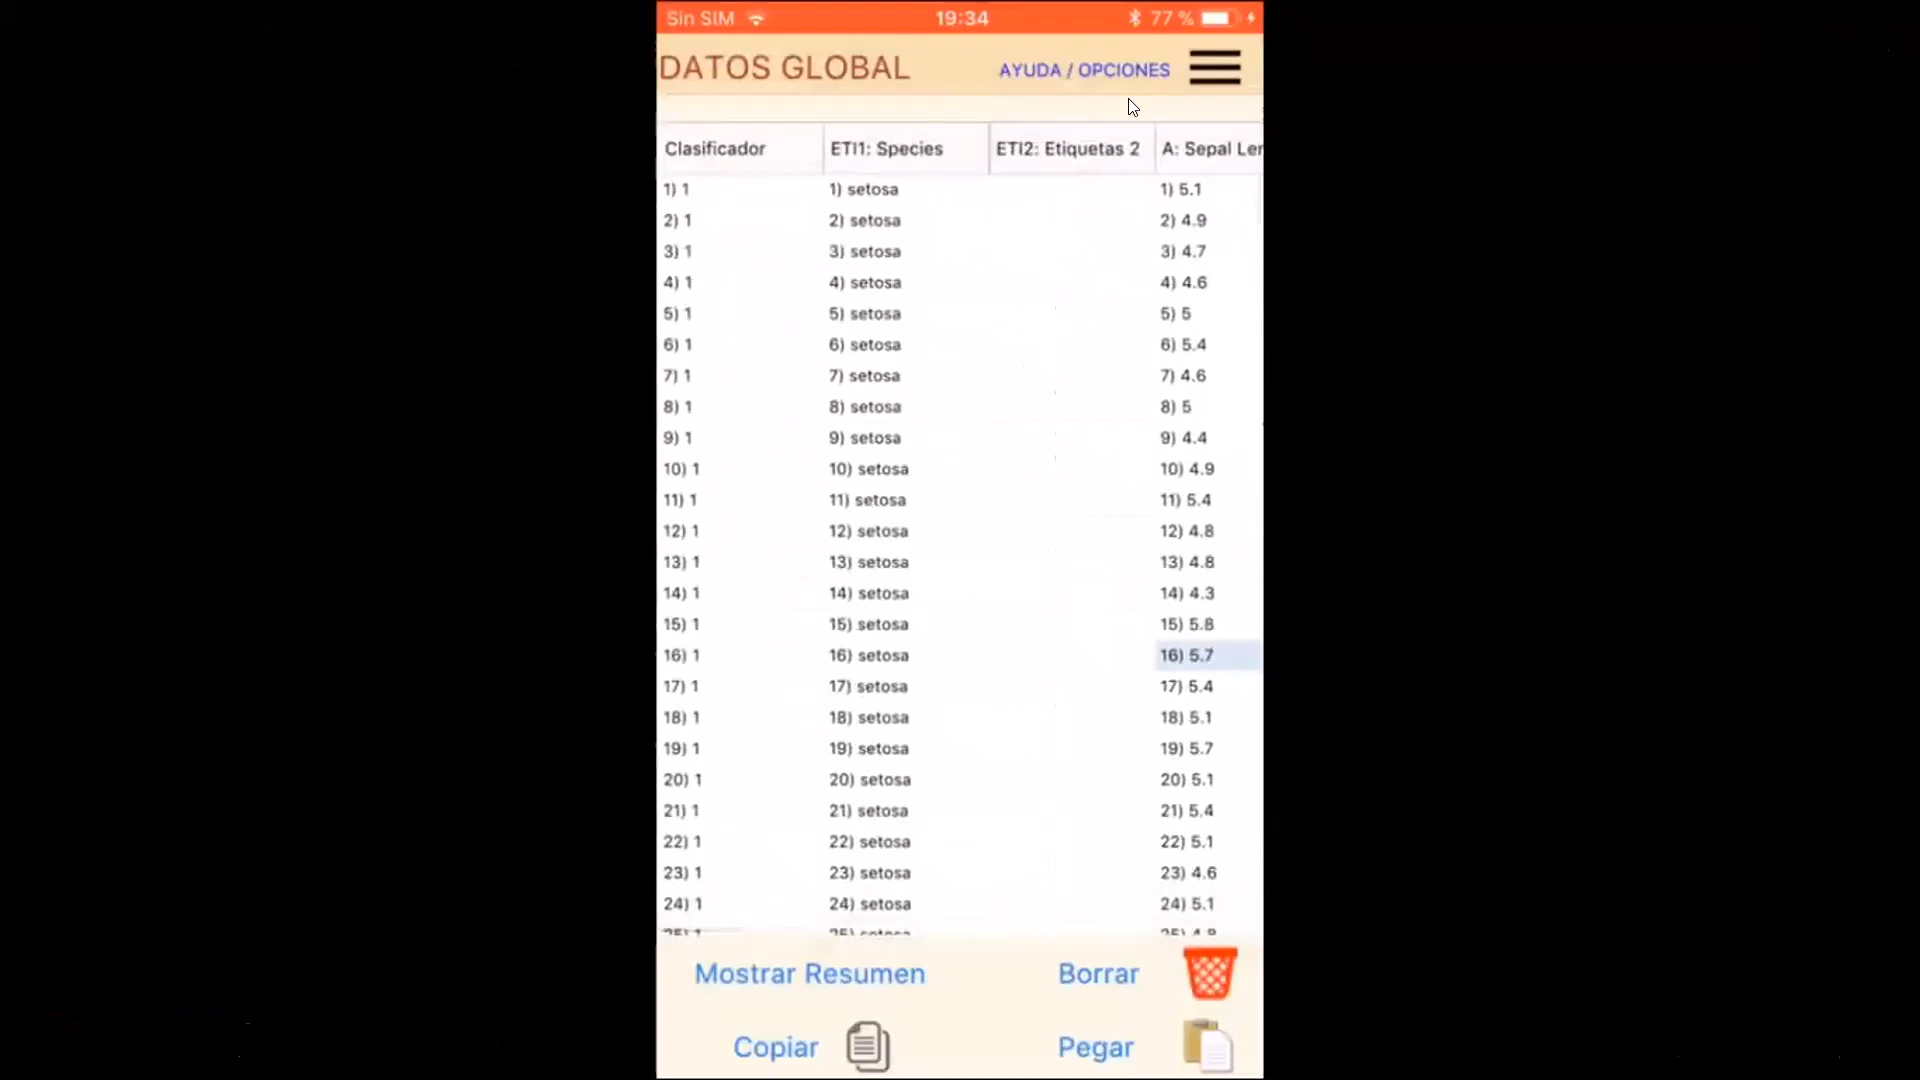 Sin SIM 19:34 77 %
DATOS GLOBAL AYUDA / OPCIONES
Clasificador ETI1: Species ETI2: Etiquetas 2 A: Sepal Ler
1) 1 1) setosa 1) 5.1
2) 1 2) setosa 2) 4.9
3) 1 3) setosa 3) 4.7
4) 1 4) setosa 4) 4.6
5) 1 5) setosa 5) 5
6) 1 6) setosa 6) 5.4
7) 1 7) setosa 7) 4.6
8) 1 8) setosa 8) 5
9) 1 9) setosa 9) 4.4
10) 1 10) setosa 10) 4.9
11) 1 11) setosa 11) 5.4
12) 1 12) setosa 12) 4.8
13) 1 13) setosa 13) 4.8
14) 1 14) setosa 14) 4.3
15) 1 15) setosa 15) 5.8
16) 1 16) setosa 16) 5.7
17) 1 17) setosa 17) 5.4
18) 1 18) setosa 18) 5.1
19) 1 19) setosa 19) 5.7
20) 1 20) setosa 20) 5.1
21) 1 21) setosa 21) 5.4
22) 1 22) setosa 22) 5.1
23) 1 23) setosa 23) 4.6
24) 1 24) setosa 24) 5.1
25) 1 25) setosa 25) 4.8
Mostrar Resumen Borrar
Copiar Pegar